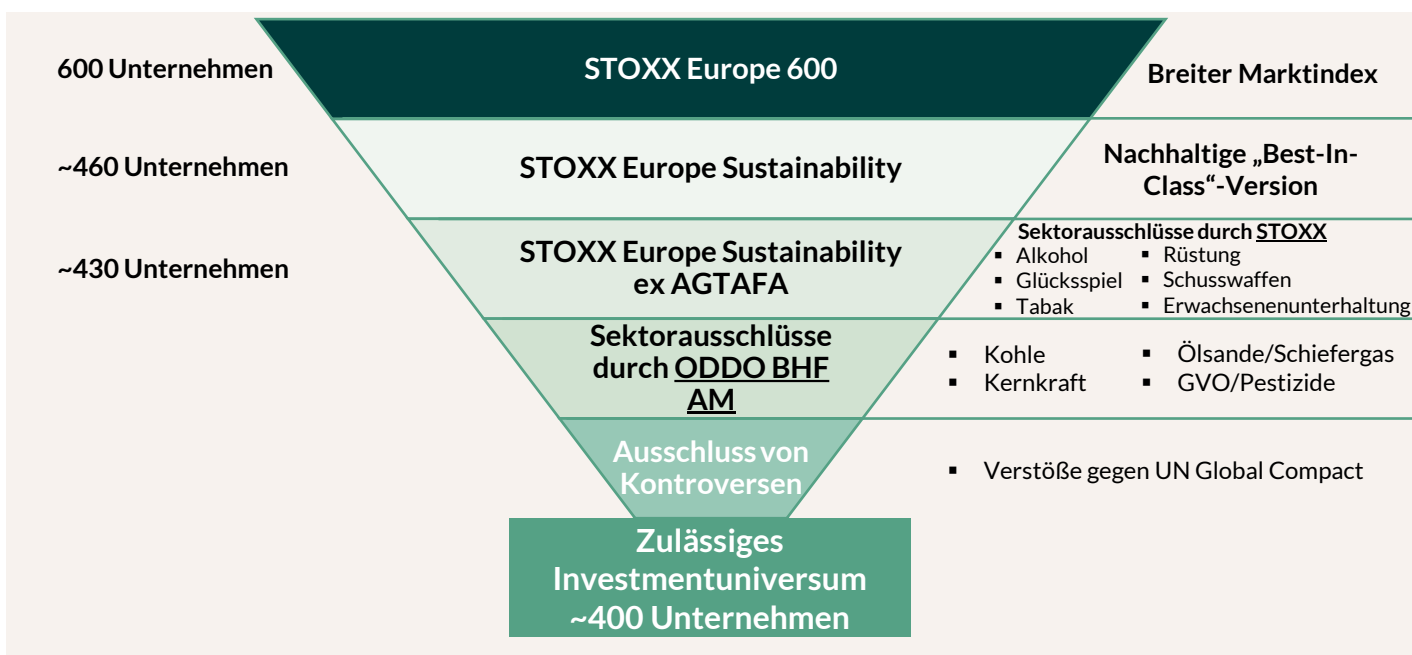 600 Unternehmen
STOXX Europe 600
Breiter Marktindex
~460 Unternehmen
STOXX Europe Sustainability
Nachhaltige „Best-In-
Class“-Version
~430 Unternehmen
STOXX Europe Sustainability
ex AGTAFA
Sektorausschlüsse durch STOXX
▪ Alkohol
▪ Glücksspiel
▪ Tabak
▪ Rüstung
▪ Schusswaffen
▪ Erwachsenenunterhaltung
Sektorausschlüsse
durch ODDO BHF
AM
▪ Kohle
▪ Kernkraft
▪ Ölsande/Schiefergas
▪ GVO/Pestizide
Ausschluss von
Kontroversen
▪ Verstöße gegen UN Global Compact
Zulässiges
Investmentuniversum
~400 Unternehmen